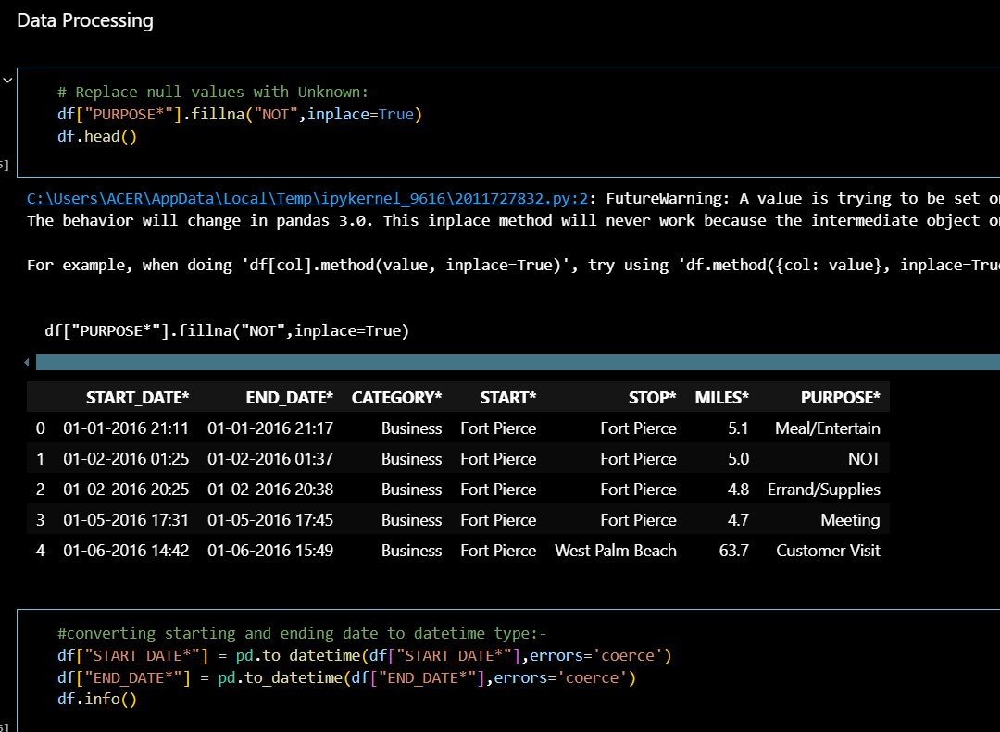 Data Processing
# Replace null values with Unknown:-
df["PURPOSE*"].fillna("NOT",inplace=True)
df.head()
5]
C:\Users\ACER\AppData\Local\Temp\ipykernel_9616\2011727832.py:2: FutureWarning: A value is trying to be set
The behavior will change in pandas 3.0. This inplace method will never work because the intermediate object
For example, when doing 'df[col].method(value, inplace=True)', try using 'df.method({col: value}, inplace=Tru
df["PURPOSE*"].fillna("NOT",inplace=True)
START_DATE* END_DATE* CATEGORY* START* STOP* MILES* PURPOSE*
0 01-01-2016 21:11 01-01-2016 21:17 Business Fort Pierce Fort Pierce 5.1 Meal/Entertain
1 01-02-2016 01:25 01-02-2016 01:37 Business Fort Pierce Fort Pierce 5.0 NOT
2 01-02-2016 20:25 01-02-2016 20:38 Business Fort Pierce Fort Pierce 4.8 Errand/Supplies
3 01-05-2016 17:31 01-05-2016 17:45 Business Fort Pierce Fort Pierce 4.7 Meeting
4 01-06-2016 14:42 01-06-2016 15:49 Business Fort Pierce West Palm Beach 63.7 Customer Visit
#converting starting and ending date to datetime type:-
df["START_DATE*"] = pd.to_datetime(df["START_DATE*"],errors='coerce')
df["END_DATE*"] = pd.to_datetime(df["END_DATE*"],errors='coerce')
df.info()